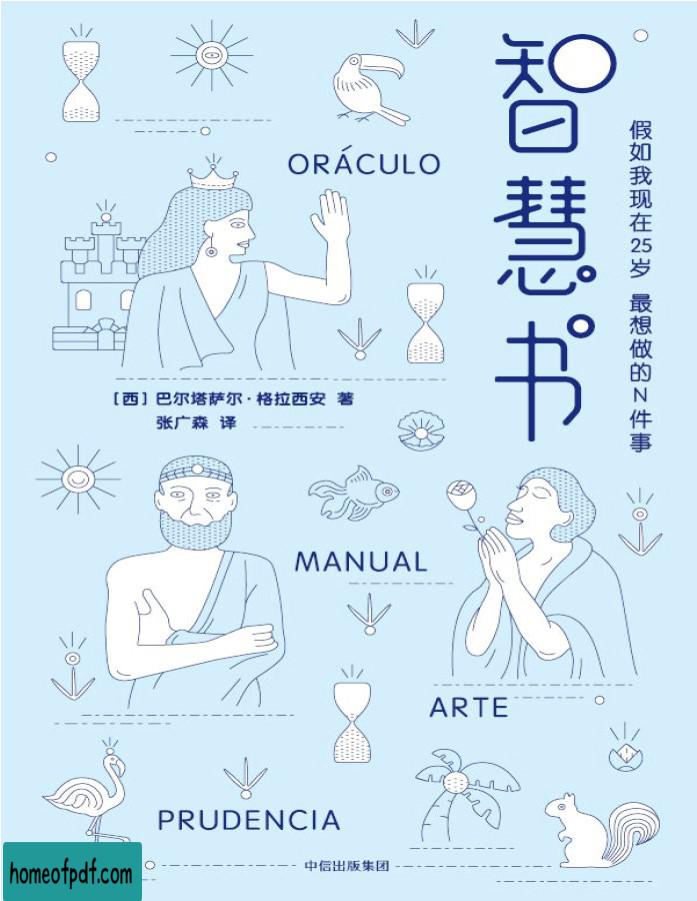 智慧书
假如我现在25岁 最想做的N件事
ORÁCULO
[西] 巴尔塔萨尔·格拉西安 著
张广森 译
MANUAL
ARTE
PRUDENCIA
中信出版集团
homeofpdf.com